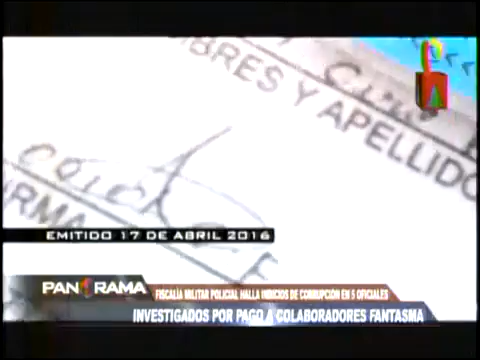 BRES Y APELLIDO
EMITIDO 17 DE ABRIL 2016
PANORAMA
FISCALÍA MILITAR POLICIAL HALLA INDICIOS DE CORRUPCIÓN EN 5 OFICIALES
INVESTIGADOS POR PAGO A COLABORADORES FANTASMA